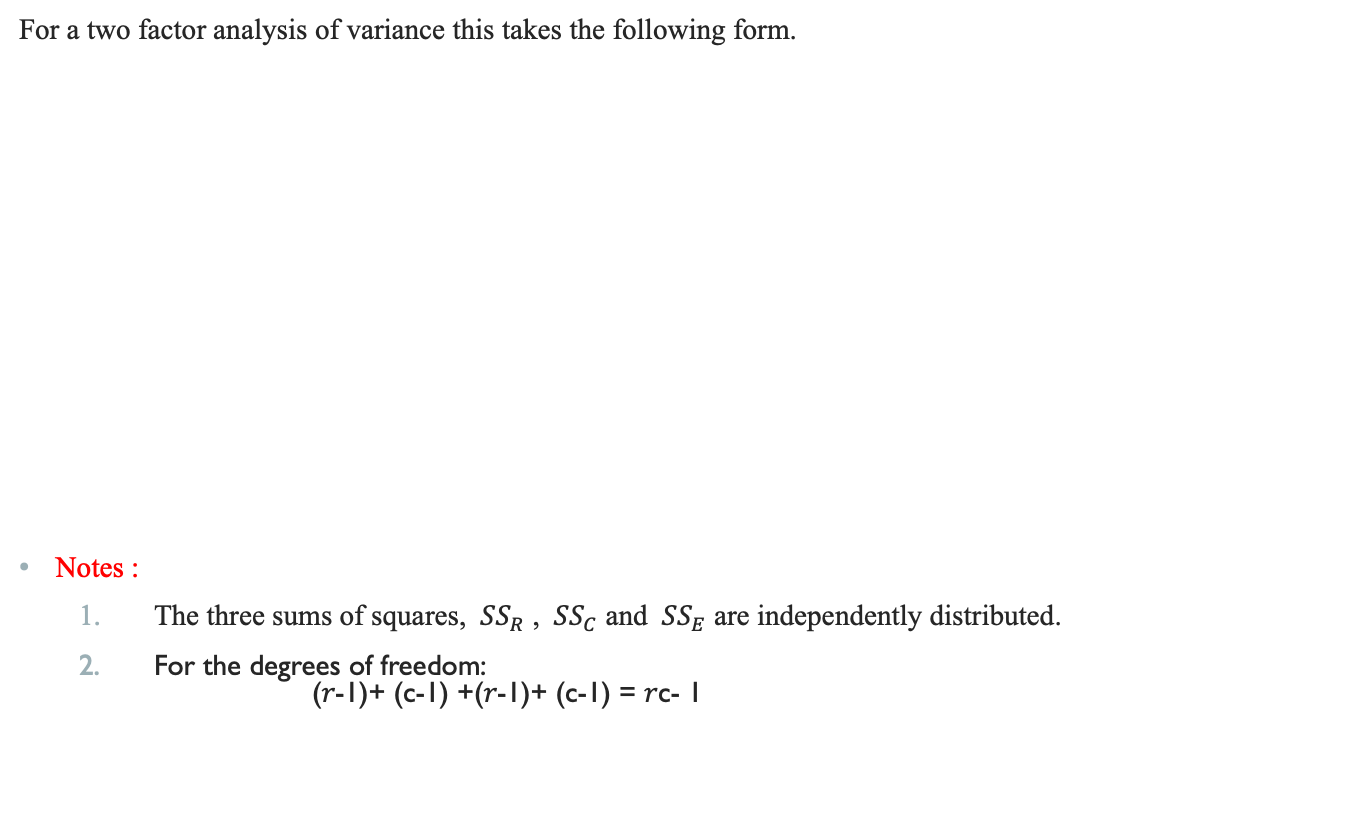 For a two factor analysis of variance this takes the following form.
• Notes :
1. The three sums of squares, SS_R , SS_C and SS_E are independently distributed.
2. For the degrees of freedom:
(r-1)+ (c-1) +(r-1)+ (c-1) = rc- 1